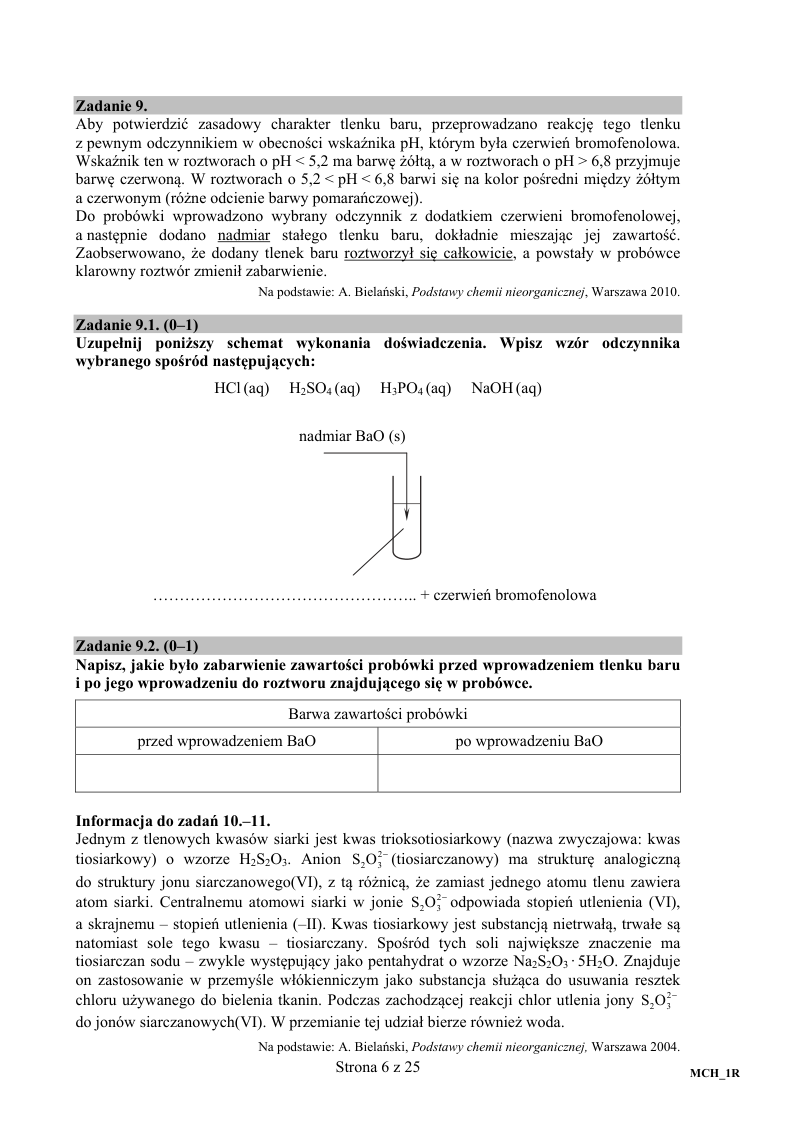 Zadanie 9.
Aby potwierdzić zasadowy charakter tlenku baru, przeprowadzano reakcję tego tlenku
z pewnym odczynnikiem w obecności wskaźnika pH, którym była czerwień bromofenolowa.
Wskaźnik ten w roztworach o pH < 5,2 ma barwę żółtą, a w roztworach o pH > 6,8 przyjmuje
barwę czerwoną. W roztworach o 5,2 < pH < 6,8 barwi się na kolor pośredni między żółtym
a czerwonym (różne odcienie barwy pomarańczowej).
Do probówki wprowadzono wybrany odczynnik z dodatkiem czerwieni bromofenolowej,
a następnie dodano nadmiar stałego tlenku baru, dokładnie mieszając jej zawartość.
Zaobserwowano, że dodany tlenek baru roztworzył się całkowicie, a powstały w probówce
klarowny roztwór zmienił zabarwienie.
Na podstawie: A. Bielański, Podstawy chemii nieorganicznej, Warszawa 2010.
Zadanie 9.1. (0–1)
Uzupełnij poniższy schemat wykonania doświadczenia. Wpisz wzór odczynnika
wybranego spośród następujących:
HCl (aq) H₂SO₄ (aq) H₃PO₄ (aq) NaOH (aq)
nadmiar BaO (s)
………………………………………….. + czerwień bromofenolowa
Zadanie 9.2. (0–1)
Napisz, jakie było zabarwienie zawartości probówki przed wprowadzeniem tlenku baru
i po jego wprowadzeniu do roztworu znajdującego się w probówce.
Barwa zawartości probówki
przed wprowadzeniem BaO po wprowadzeniu BaO
Informacja do zadań 10.–11.
Jednym z tlenowych kwasów siarki jest kwas trioksotiosiarkowy (nazwa zwyczajowa: kwas
tiosiarkowy) o wzorze H₂S₂O₃. Anion S₂O₃²⁻ (tiosiarczanowy) ma strukturę analogiczną
do struktury jonu siarczanowego(VI), z tą różnicą, że zamiast jednego atomu tlenu zawiera
atom siarki. Centralnemu atomowi siarki w jonie S₂O₃²⁻ odpowiada stopień utlenienia (VI),
a skrajnemu – stopień utlenienia (–II). Kwas tiosiarkowy jest substancją nietrwałą, trwałe są
natomiast sole tego kwasu – tiosiarczany. Spośród tych soli największe znaczenie ma
tiosiarczan sodu – zwykle występujący jako pentahydrat o wzorze Na₂S₂O₃ · 5H₂O. Znajduje
on zastosowanie w przemyśle włókienniczym jako substancja służąca do usuwania resztek
chloru używanego do bielenia tkanin. Podczas zachodzącej reakcji chlor utlenia jony S₂O₃²⁻
do jonów siarczanowych(VI). W przemianie tej udział bierze również woda.
Na podstawie: A. Bielański, Podstawy chemii nieorganicznej, Warszawa 2004.
Strona 6 z 25
MCH_1R